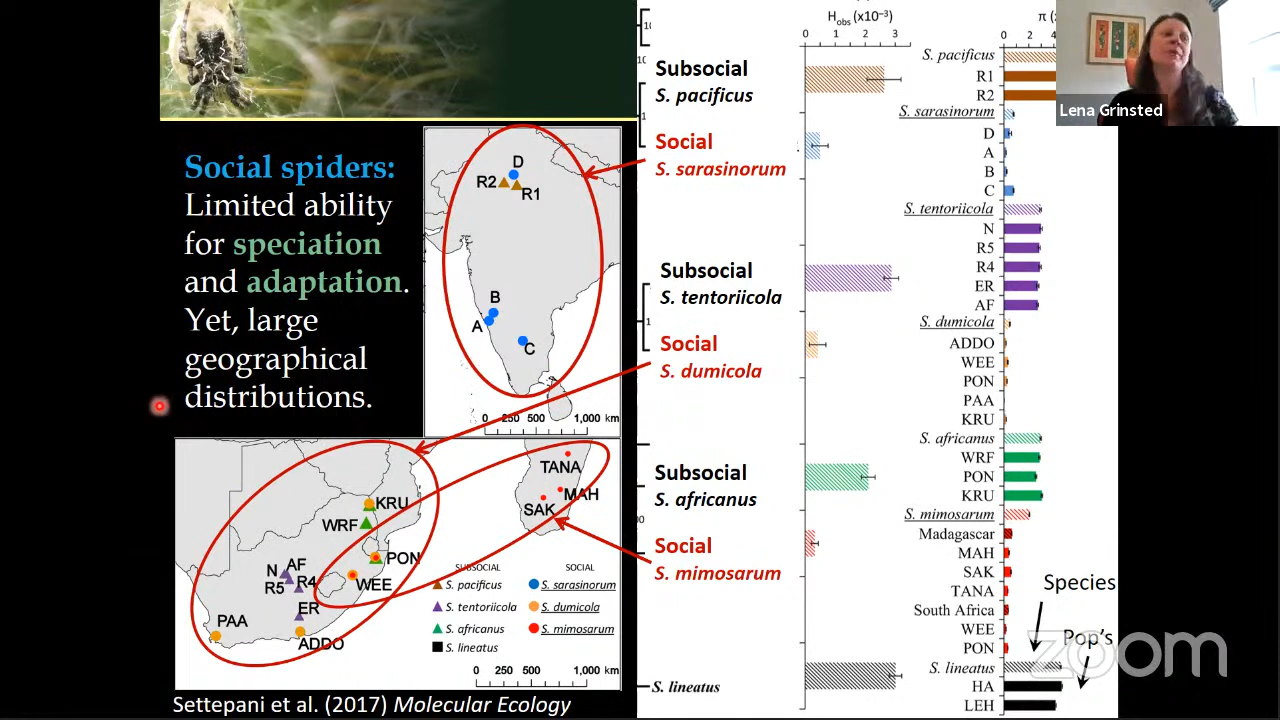 Social spiders:
Limited ability
for speciation
and adaptation.
Yet, large
geographical
distributions.
D
R2
R1
B
A
C
0 250 500 1,000 km
TANA
MAH
SAK
KRU
WRF
PON
WEE
AF
N
R5
R4
ER
PAA
ADDO
SUBSOCIAL SOCIAL
S. pacificus S. sarasinorum
S. tentoriicola S. dumicola
S. africanus S. mimosarum
S. lineatus
0 250 500 1,000 km
Settepani et al. (2017) Molecular Ecology
Subsocial
S. pacificus
Social
S. sarasinorum
Subsocial
S. tentoriicola
Social
S. dumicola
Subsocial
S. africanus
Social
S. mimosarum
S. lineatus
Hobs (x10⁻³)
0 1 2 3
π (
0 2 4
S. pacificus
R1
R2
S. sarasinorum
D
A
B
C
S. tentoriicola
N
R5
R4
ER
AF
S. dumicola
ADDO
WEE
PON
PAA
KRU
S. africanus
WRF
PON
KRU
S. mimosarum
Madagascar
MAH
SAK
TANA
South Africa
WEE
PON
S. lineatus
HA
LEH
Species
Pop's
Lena Grinsted
zoom